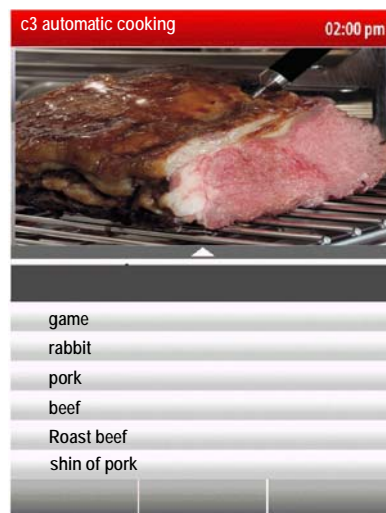 c3 automatic cooking
02:00 pm
game
rabbit
pork
beef
Roast beef
shin of pork